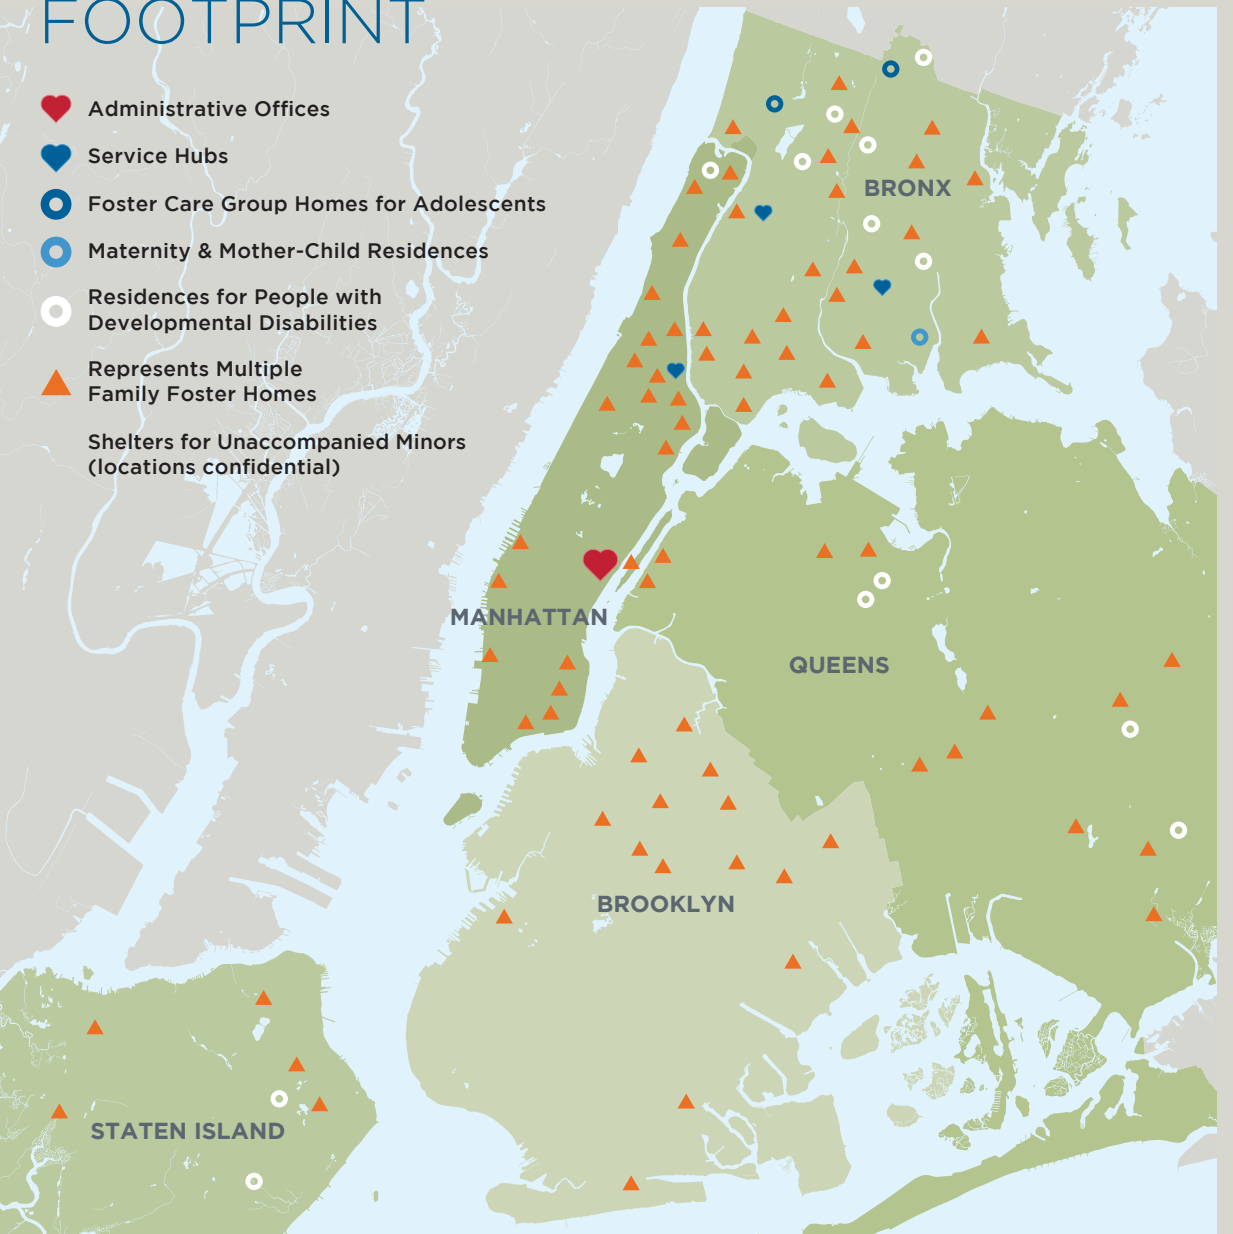 FOOTPRINT
Administrative Offices
Service Hubs
Foster Care Group Homes for Adolescents
Maternity & Mother-Child Residences
Residences for People with
Developmental Disabilities
Represents Multiple
Family Foster Homes
Shelters for Unaccompanied Minors
(locations confidential)
BRONX
MANHATTAN
QUEENS
BROOKLYN
STATEN ISLAND